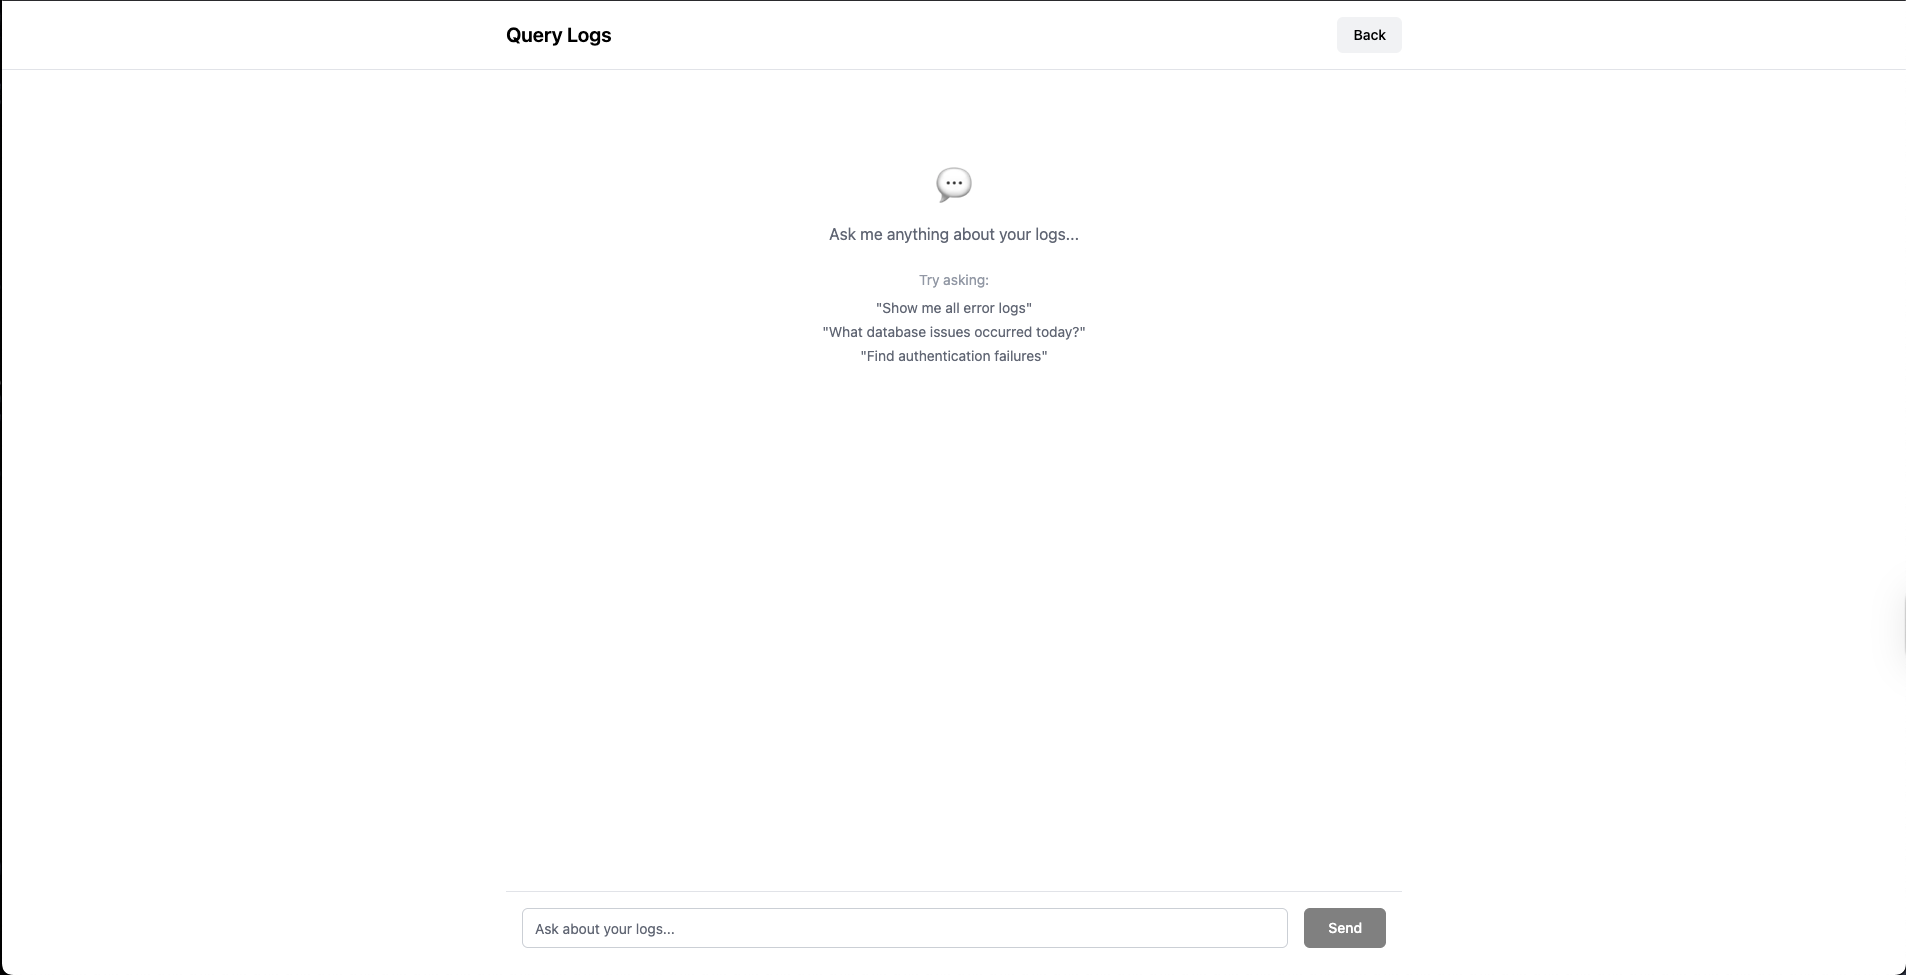 Query Logs
Back
Ask me anything about your logs...
Try asking:
"Show me all error logs"
"What database issues occurred today?"
"Find authentication failures"
Ask about your logs...
Send